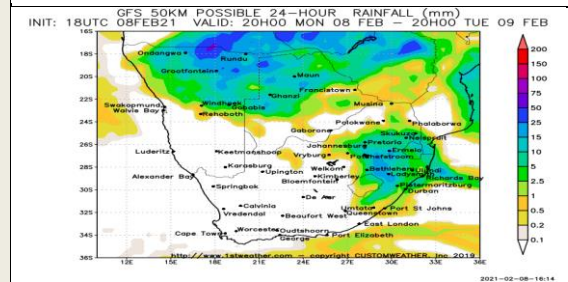 GFS 50KM POSSIBLE 24-HOUR RAINFALL (mm)
INIT: 18UTC 08FEB21 VALID: 20H00 MON 08 FEB - 20H00 TUE 09 FEB
16S
Ondangwa
Rundu
18S
Grootfontein
Maun
20S
Ghanzi
Francistown
Musina
22S
Swakopmund
Walvis Bay
Windhoek
Gobabis
Rehoboth
Polokwane
Phalaborwa
24S
Gaborone
Skukuza
Nelspruit
Pretoria
Johannesburg
26S
Luderitz
Keetmanshoop
Vryburg
Potchefstroom
Ermelo
Karasburg
Upington
Welkom
Kimberley
Bethlehem
Ladysmith
Richards Bay
28S
Alexander Bay
Bloemfontein
Pietermaritzburg
Durban
Springbok
30S
De Aar
Umtata
Port St Johns
Queenstown
Calvinia
Vredendal
Beaufort West
32S
East London
Cape Town
Worcester
Oudtshoorn
George
Port Elizabeth
34S
36S
http://www.1stweather.com - copyright CUSTOMWEATHER, Inc 2019
12E 15E 18E 21E 24E 27E 30E 33E 36E
200
150
100
75
50
25
15
10
5
2.5
1
0.5
0.2
0.1
2021-02-08-16:14